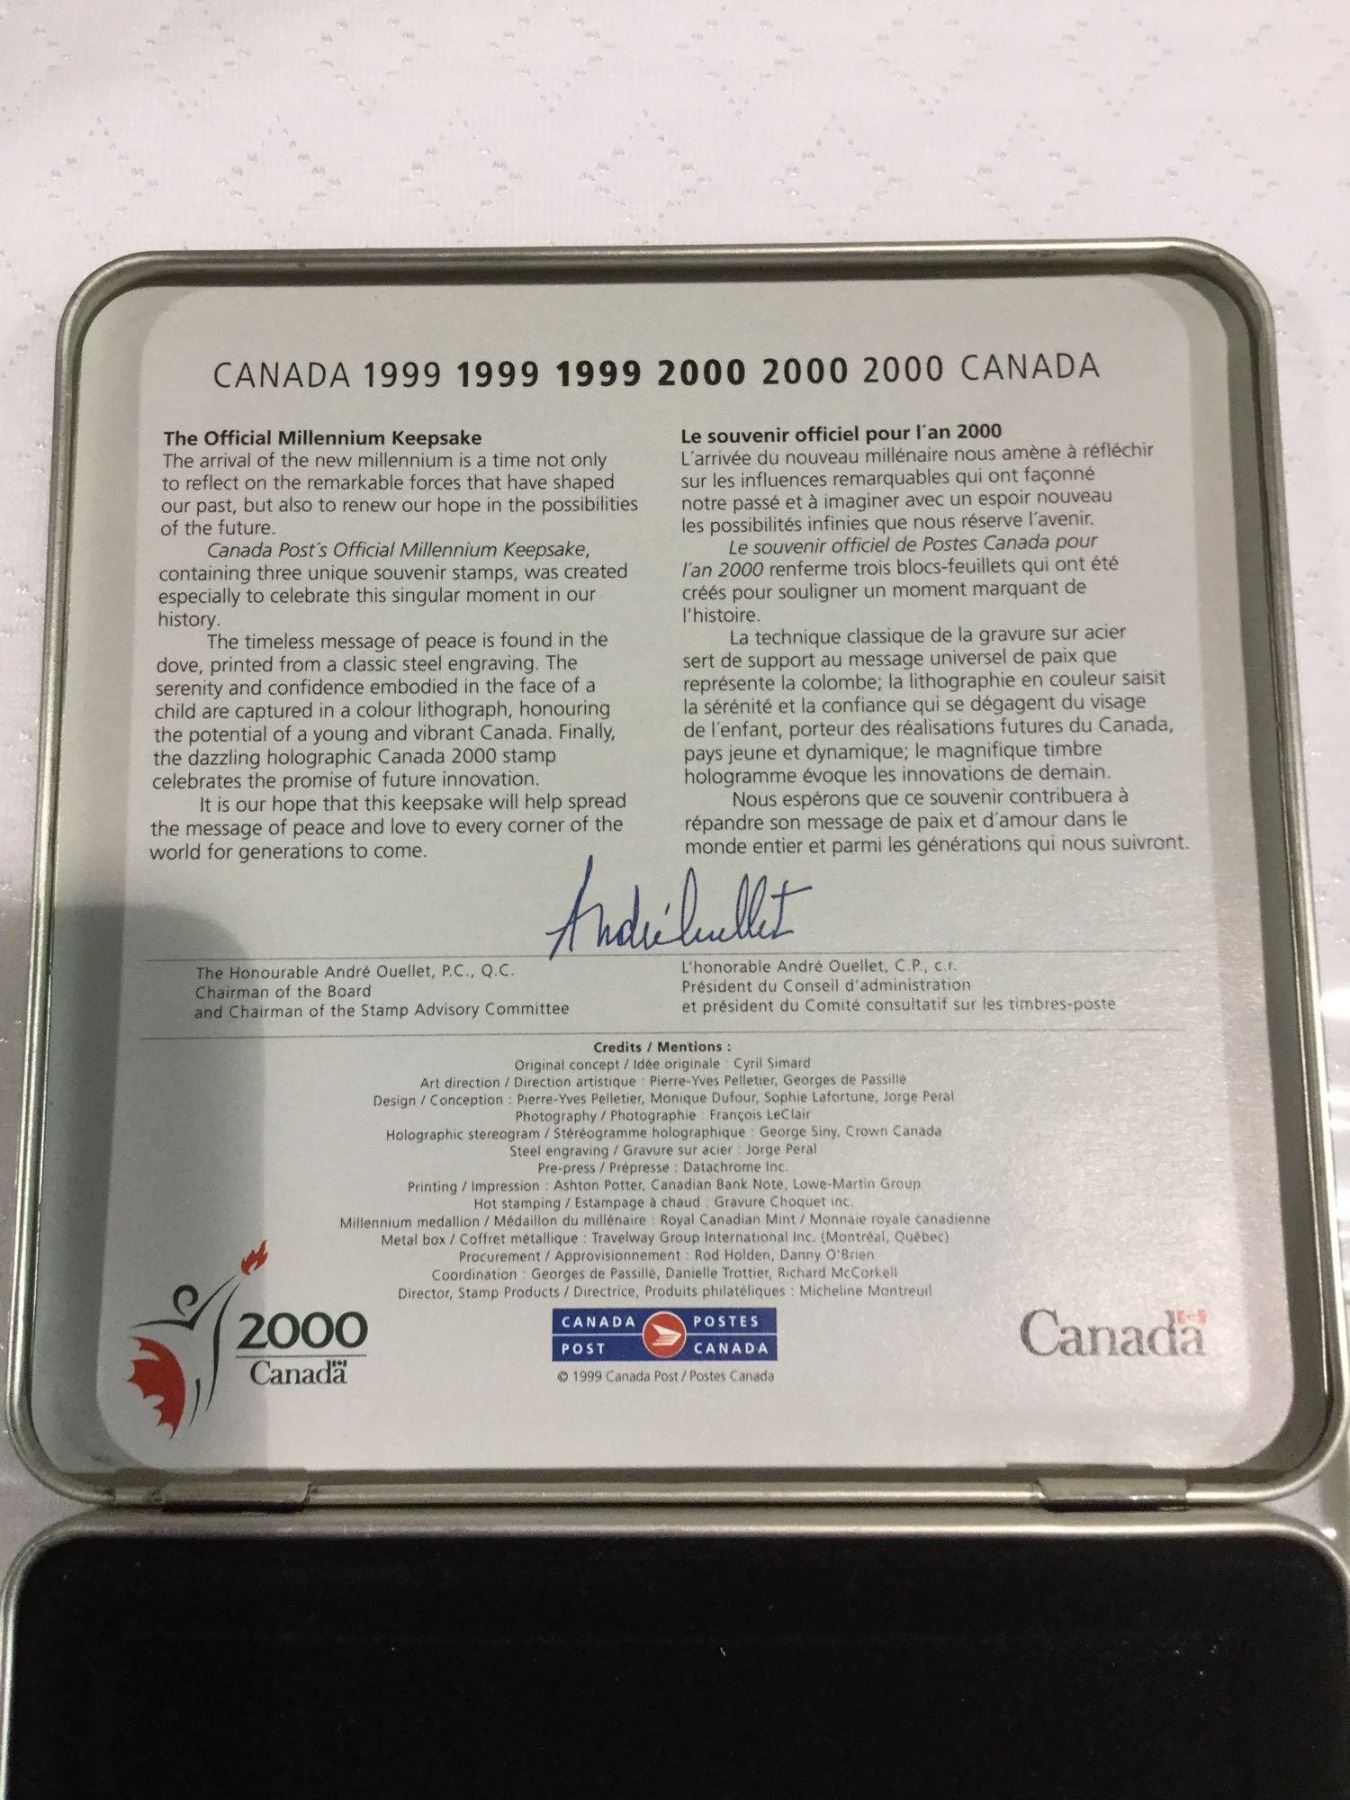 CANADA 1999 1999 1999 2000 2000 2000 CANADA
The Official Millennium Keepsake
The arrival of the new millennium is a time not only
to reflect on the remarkable forces that have shaped
our past, but also to renew our hope in the possibilities
of the future.
Canada Post's Official Millennium Keepsake,
containing three unique souvenir stamps, was created
especially to celebrate this singular moment in our
history.
The timeless message of peace is found in the
dove, printed from a classic steel engraving. The
serenity and confidence embodied in the face of a
child are captured in a colour lithograph, honouring
the potential of a young and vibrant Canada. Finally,
the dazzling holographic Canada 2000 stamp
celebrates the promise of future innovation.
It is our hope that this keepsake will help spread
the message of peace and love to every corner of the
world for generations to come.
Le souvenir officiel pour l'an 2000
L'arrivée du nouveau millénaire nous amène à réfléchir
sur les influences remarquables qui ont façonné
notre passé et à imaginer avec un espoir nouveau
les possibilités infinies que nous réserve l'avenir.
Le souvenir officiel de Postes Canada pour
l'an 2000 renferme trois blocs-feuillets qui ont été
créés pour souligner un moment marquant de
l'histoire.
La technique classique de la gravure sur acier
sert de support au message universel de paix que
représente la colombe; la lithographie en couleur saisit
la sérénité et la confiance qui se dégagent du visage
de l'enfant, porteur des réalisations futures du Canada,
pays jeune et dynamique; le magnifique timbre
hologramme évoque les innovations de demain.
Nous espérons que ce souvenir contribuera à
répandre son message de paix et d'amour dans le
monde entier et parmi les générations qui nous suivront.
André Ouellet
The Honourable André Ouellet, P.C., Q.C.
Chairman of the Board
and Chairman of the Stamp Advisory Committee
L'honorable André Ouellet, C.P., c.r.
Président du Conseil d'administration
et président du Comité consultatif sur les timbres-poste
Credits / Mentions :
Original concept / Idée originale : Cyril Simard
Art direction / Direction artistique : Pierre-Yves Pelletier, Georges de Passillé
Design / Conception : Pierre-Yves Pelletier, Monique Dufour, Sophie Lafortune, Jorge Peral
Photography / Photographie : François LeClair
Holographic stereogram / Stéréogramme holographique : George Siny, Crown Canada
Steel engraving / Gravure sur acier : Jorge Peral
Pre-press / Prépresse : Datachrome Inc.
Printing / Impression : Ashton Potter, Canadian Bank Note, Lowe-Martin Group
Hot stamping / Estampage à chaud : Gravure Choquet inc.
Millennium medallion / Médaillon du millénaire : Royal Canadian Mint / Monnaie royale canadienne
Metal box / Coffret métallique : Travelway Group International Inc. (Montréal, Québec)
Procurement / Approvisionnement : Rod Holden, Danny O'Brien
Coordination : Georges de Passillé, Danielle Trottier, Richard McCorkell
Director, Stamp Products / Directrice, Produits philatéliques : Micheline Montreuil
2000
Canada
CANADA POST
POSTES CANADA
© 1999 Canada Post / Postes Canada
Canada